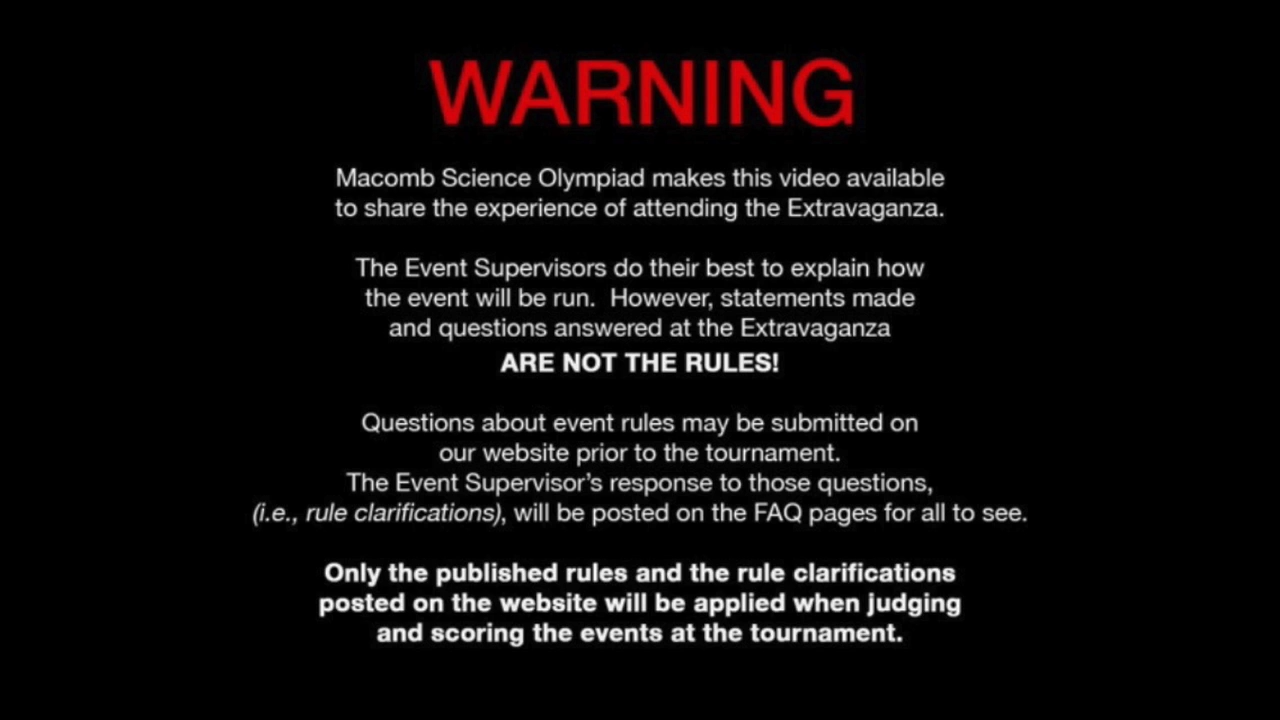 WARNING
Macomb Science Olympiad makes this video available
to share the experience of attending the Extravaganza.
The Event Supervisors do their best to explain how
the event will be run.  However, statements made
and questions answered at the Extravaganza
ARE NOT THE RULES!
Questions about event rules may be submitted on
our website prior to the tournament.
The Event Supervisor’s response to those questions,
(i.e., rule clarifications), will be posted on the FAQ pages for all to see.
Only the published rules and the rule clarifications
posted on the website will be applied when judging
and scoring the events at the tournament.